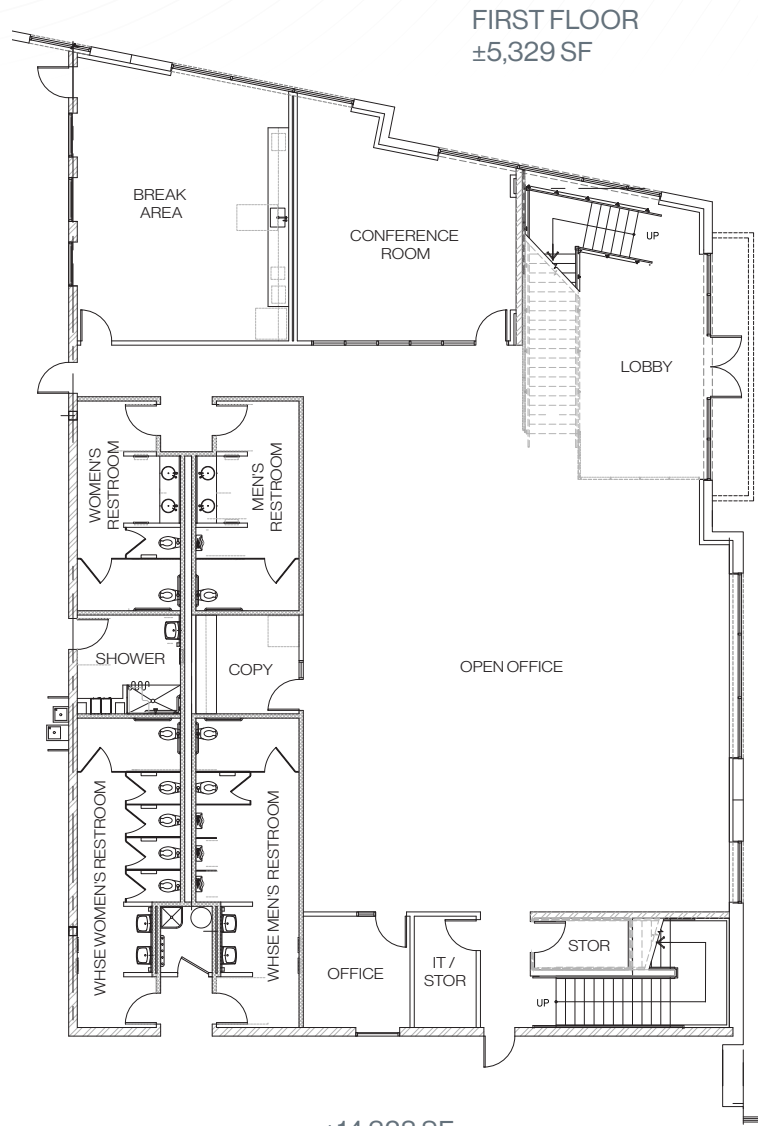 FIRST FLOOR
±5,329 SF
BREAK
AREA
CONFERENCE
ROOM
UP
LOBBY
WOMEN'S
RESTROOM
MEN'S
RESTROOM
SHOWER
COPY
OPEN OFFICE
WHSE WOMEN'S RESTROOM
WHSE MEN'S RESTROOM
OFFICE
IT /
STOR
STOR
UP